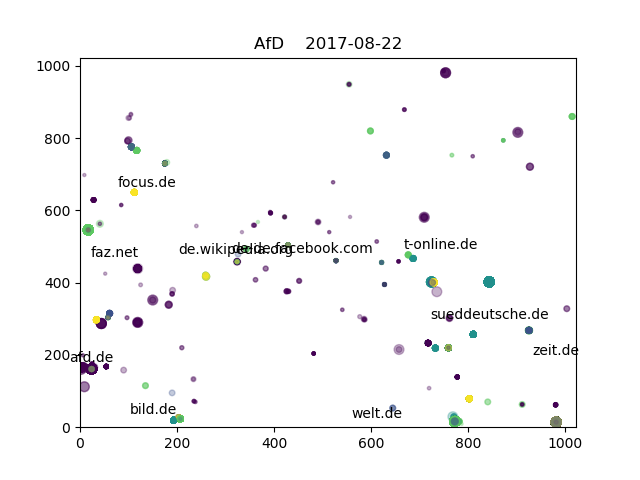 AfD    2017-08-22
1000
800
600
400
200
0
focus.de
faz.net
de.wikipedia.org
de-de.facebook.com
t-online.de
sueddeutsche.de
zeit.de
afd.de
bild.de
welt.de
0 200 400 600 800 1000